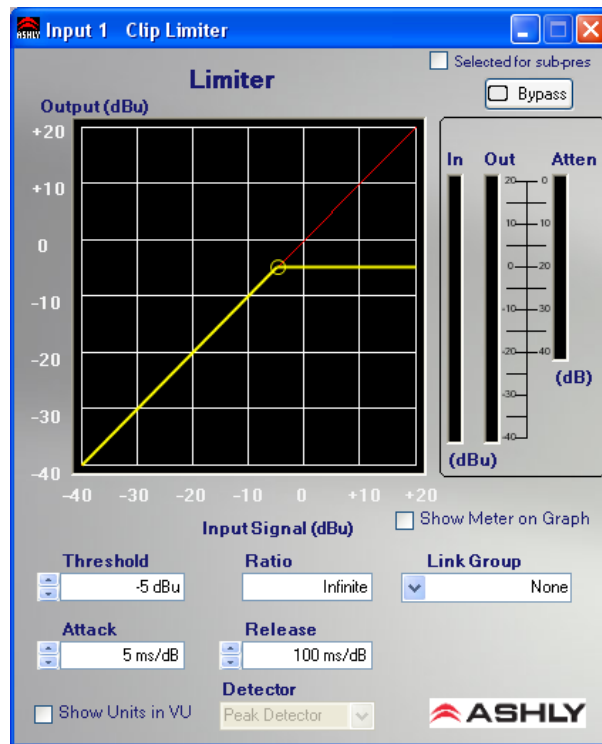 ASHLY Input 1 Clip Limiter
Selected for sub-pres
Limiter
Bypass
Output (dBu)
+20
+10
0
-10
-20
-30
-40
-40 -30 -20 -10 0 +10 +20
Input Signal (dBu)
In Out Atten
20 0
10 10
0 20
-10 30
-20 40
-30
-40
(dB)
(dBu)
Show Meter on Graph
Threshold Ratio Link Group
-5 dBu Infinite None
Attack Release
5 ms/dB 100 ms/dB
Detector
Show Units in VU Peak Detector
ASHLY